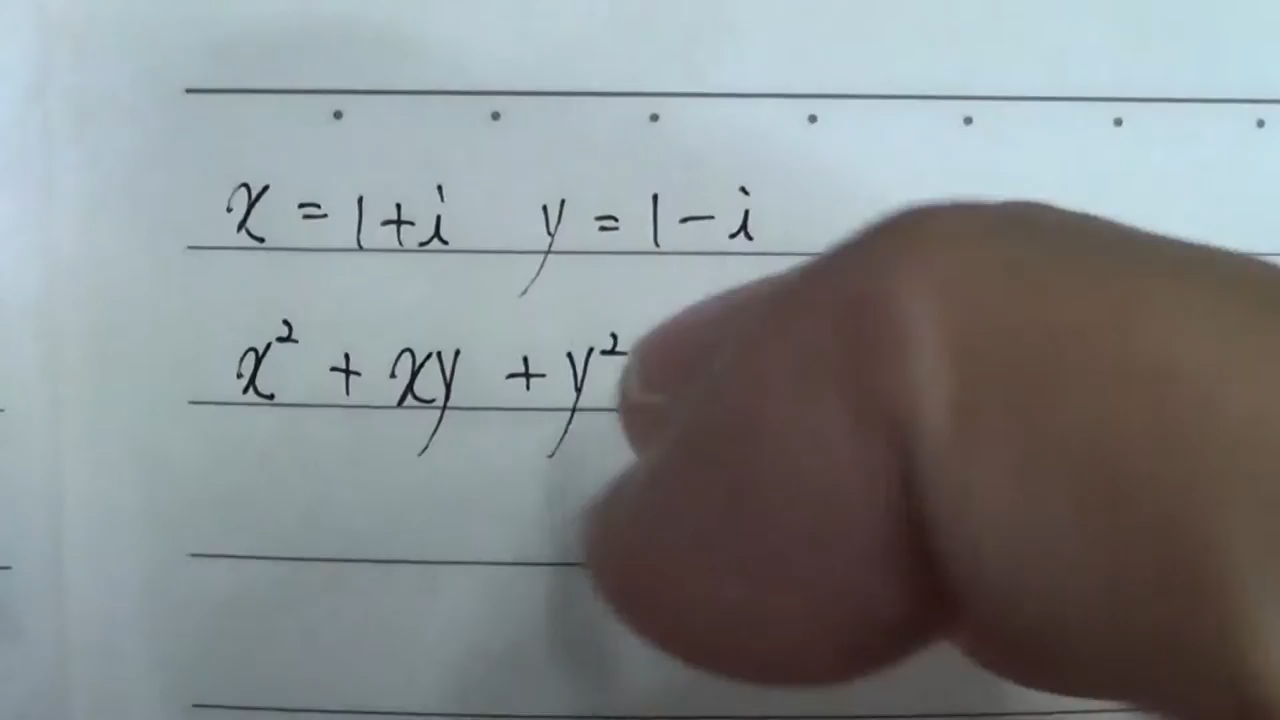 x = 1+i y = 1-i
x² + xy + y²